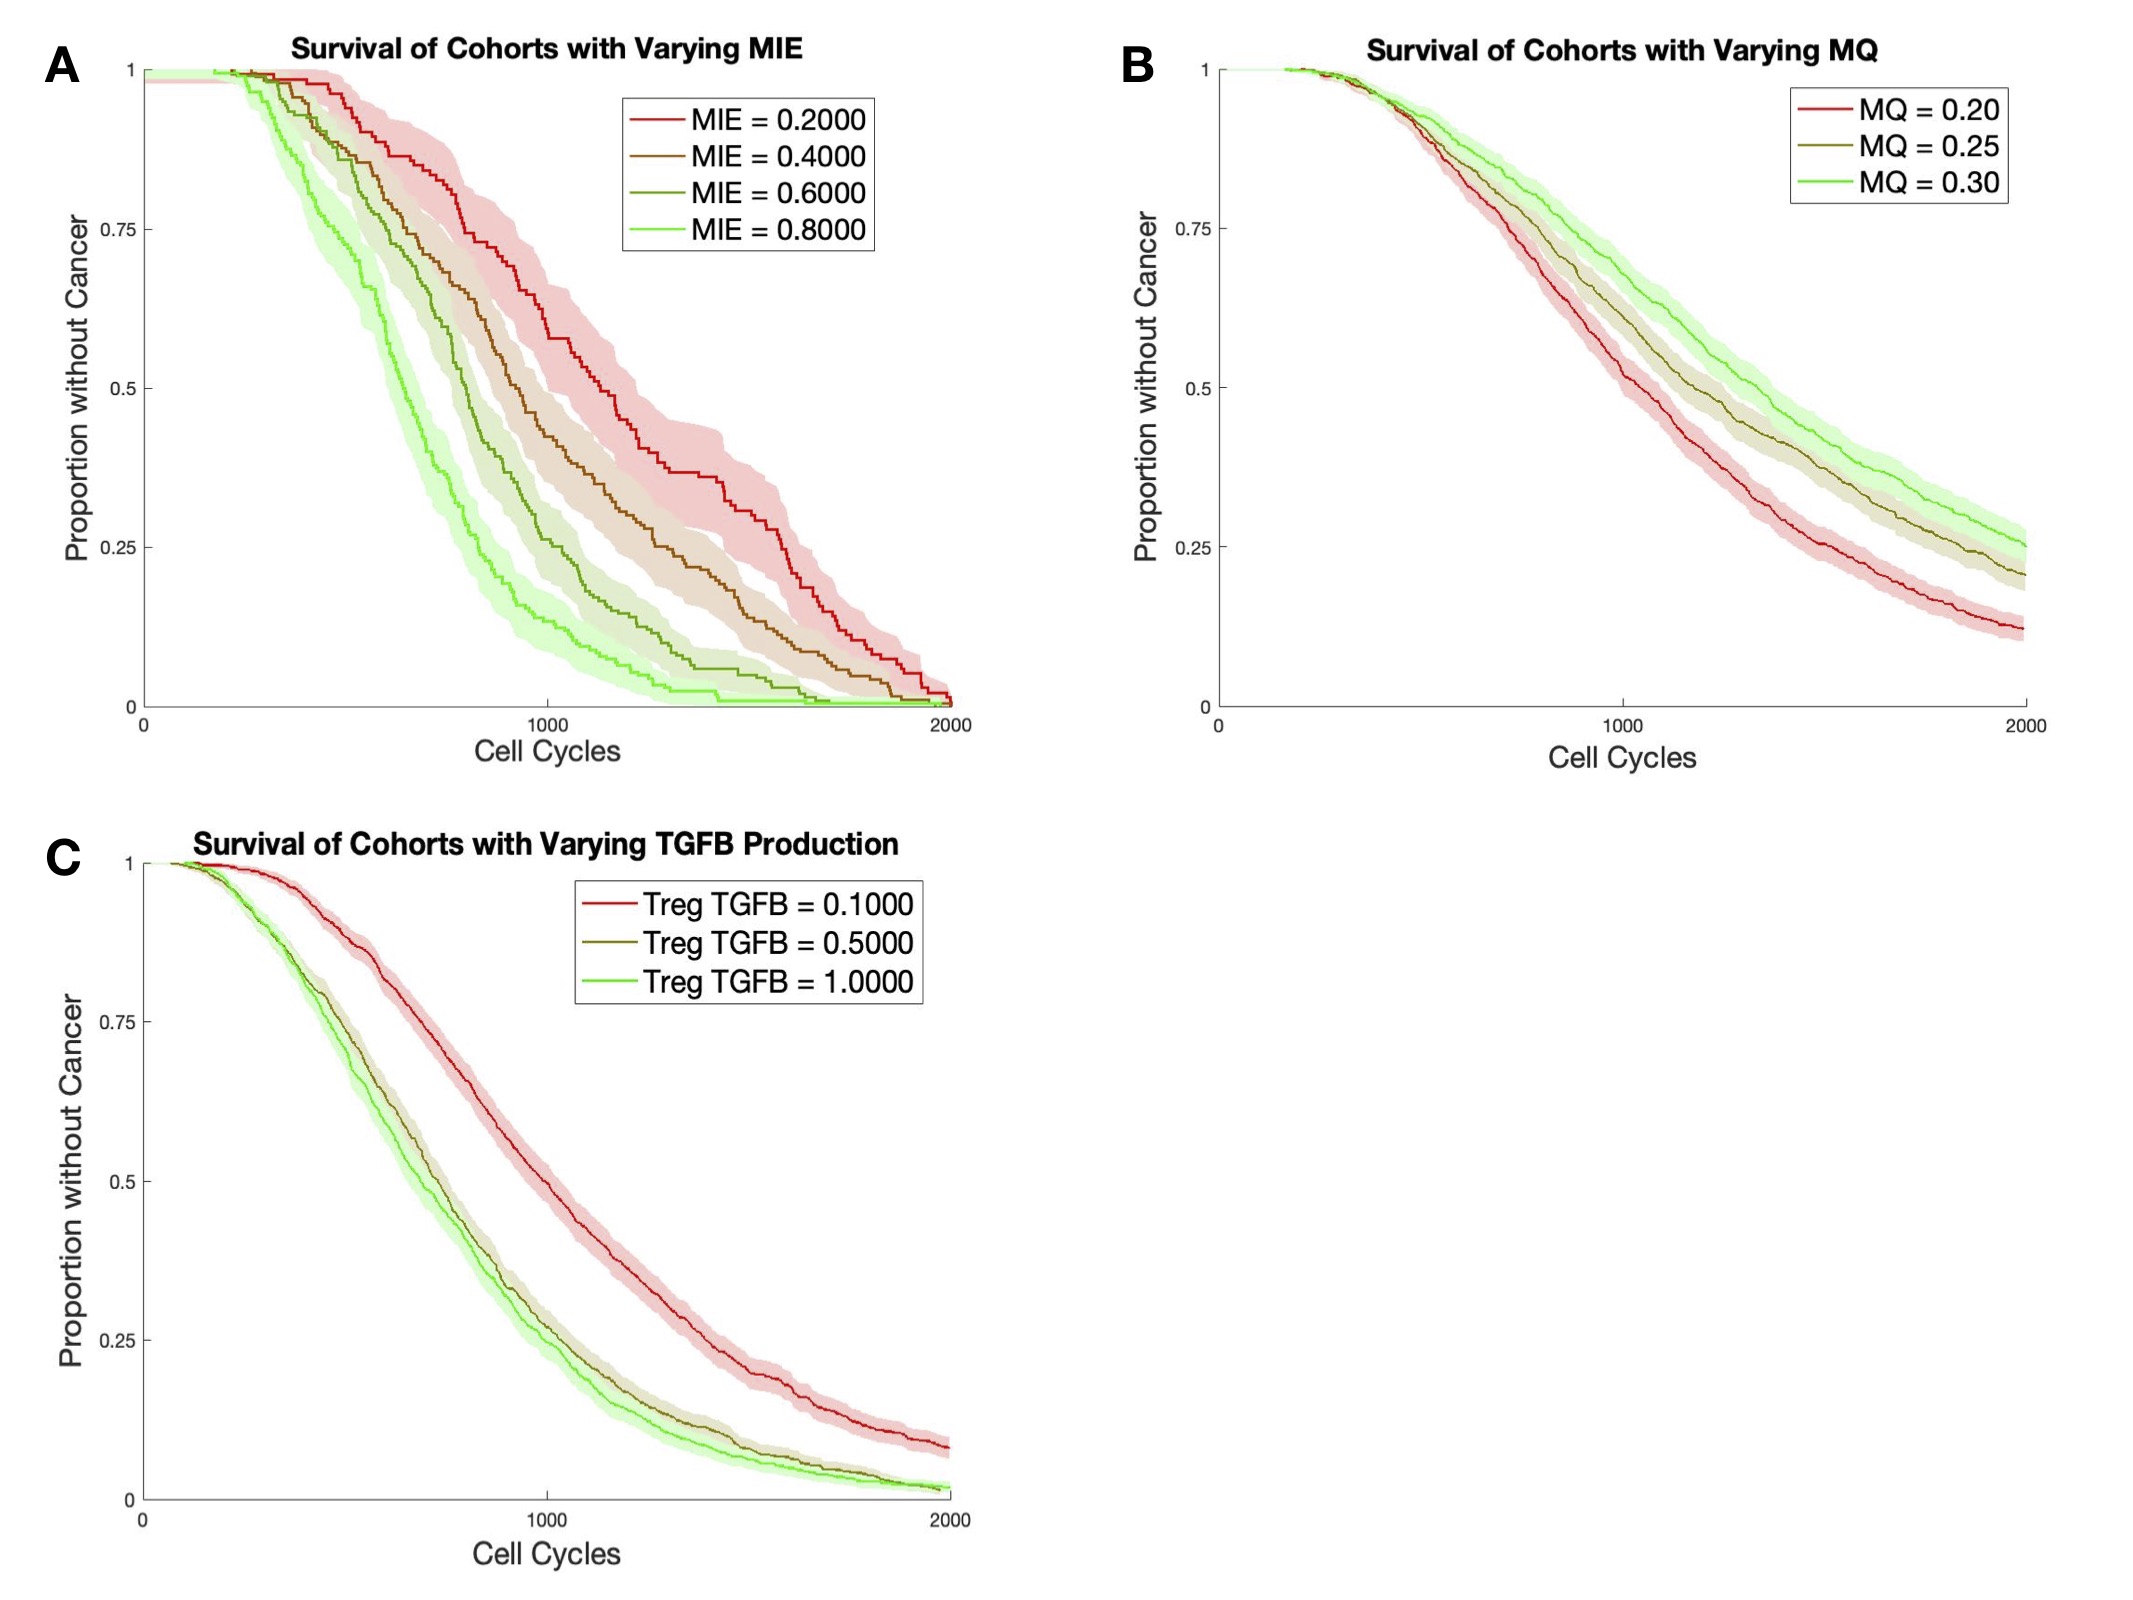 A
Survival of Cohorts with Varying MIE
MIE = 0.2000
MIE = 0.4000
MIE = 0.6000
MIE = 0.8000
Proportion without Cancer
1
0.75
0.5
0.25
0
0
1000
2000
Cell Cycles
B
Survival of Cohorts with Varying MQ
MQ = 0.20
MQ = 0.25
MQ = 0.30
Proportion without Cancer
1
0.75
0.5
0.25
0
0
1000
2000
Cell Cycles
C
Survival of Cohorts with Varying TGFB Production
Treg TGFB = 0.1000
Treg TGFB = 0.5000
Treg TGFB = 1.0000
Proportion without Cancer
1
0.75
0.5
0.25
0
0
1000
2000
Cell Cycles